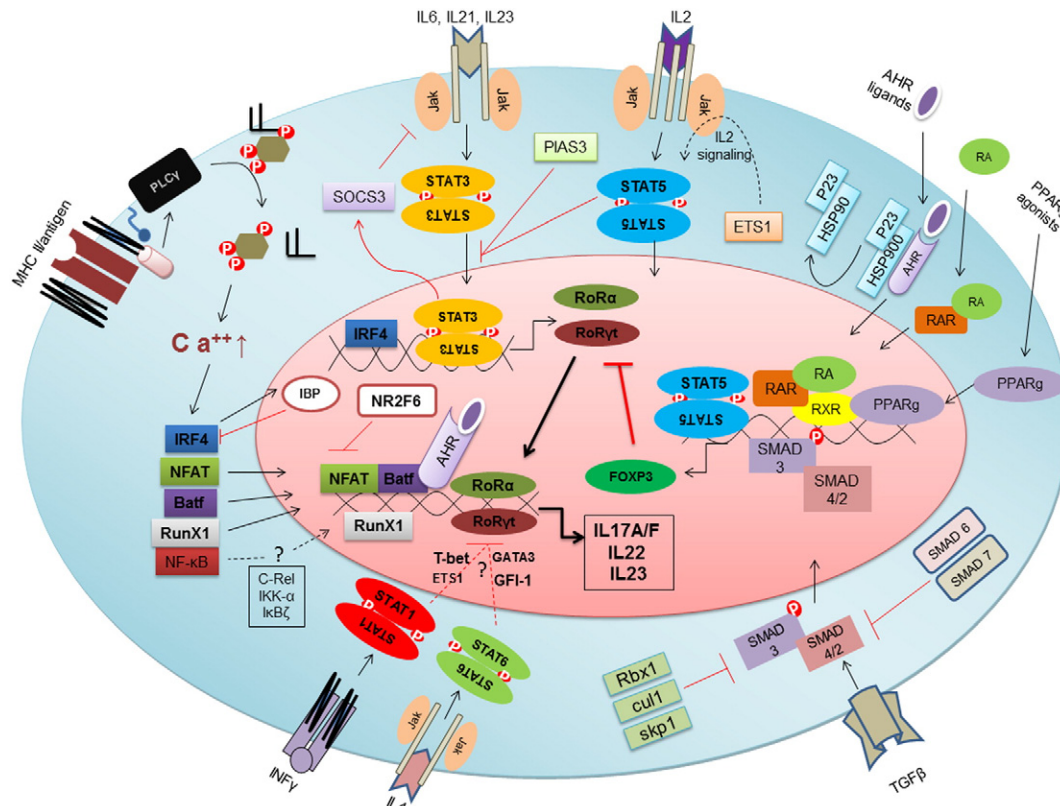 IL6, IL21, IL23
IL2
Jak
Jak
Jak
Jak
AHR
ligands
RA
PPARg
agonists
IL2
signaling
PIAS3
SOCS3
STAT3
P
P
STAT3
STAT5
P
P
STAT5
ETS1
P23
HSP90
P23
HSP900
AHR
RAR
RA
PPARg
MHC II/antigen
PLCγ
P
P
P
P
P
P
C a⁺⁺ ↑
IRF4
STAT3
P
P
STAT3
RoRα
RoRγt
IBP
NR2F6
IRF4
NFAT
Batf
RunX1
NF-κB
?
C-Rel
IKK-α
IκBζ
NFAT
Batf
AHR
RunX1
RoRα
RoRγt
FOXP3
STAT5
P
P
STAT5
RAR
RA
RXR
PPARg
P
SMAD
3
SMAD
4/2
IL17A/F
IL22
IL23
T-bet
GATA3
ETS1
?
GFI-1
STAT1
P
P
STAT1
STAT6
P
P
STAT6
INFγ
Jak
Jak
SMAD 6
SMAD 7
P
SMAD
3
SMAD
4/2
Rbx1
cul1
skp1
TGFβ